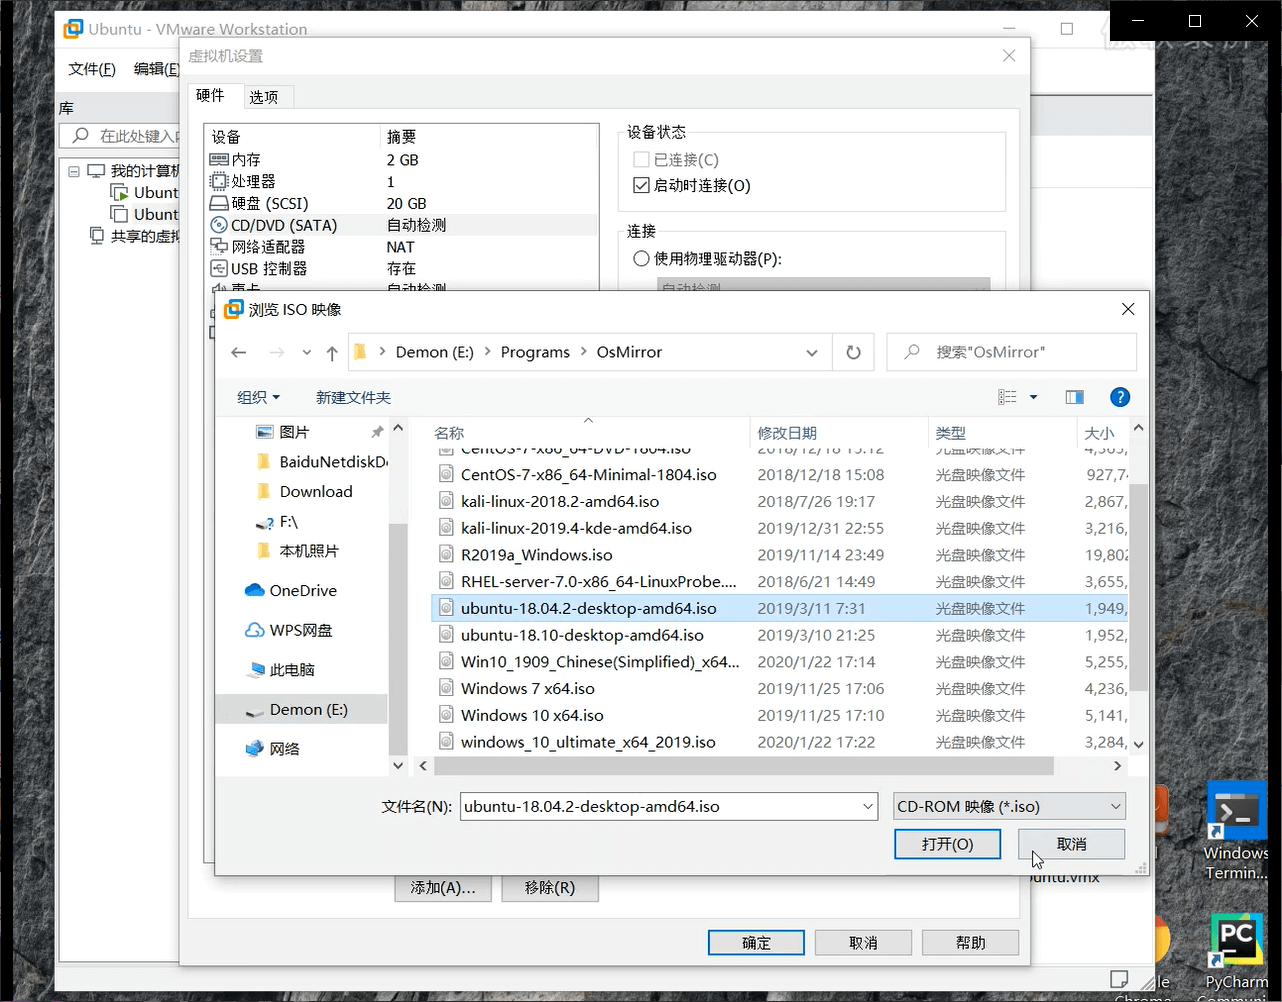 Ubuntu - VMware Workstation
虚拟机设置
文件(F) 编辑(E)
硬件 选项
库
在此处键入
我的计算机
Ubunt
Ubunt
共享的虚拟
设备 摘要
内存 2 GB
处理器 1
硬盘 (SCSI) 20 GB
CD/DVD (SATA) 自动检测
网络适配器 NAT
USB 控制器 存在
声卡 自动检测
设备状态
已连接(C)
启动时连接(O)
连接
使用物理驱动器(P):
自动检测
浏览 ISO 映像
Demon (E:) Programs OsMirror
搜索"OsMirror"
组织 新建文件夹
图片
BaiduNetdiskD
Download
F:\
本机照片
OneDrive
WPS网盘
此电脑
Demon (E:)
网络
名称 修改日期 类型 大小
CentOS-7-x86_64-DVD-1804.iso 2018/12/18 15:12 光盘映像文件 4,365,
CentOS-7-x86_64-Minimal-1804.iso 2018/12/18 15:08 光盘映像文件 927,7
kali-linux-2018.2-amd64.iso 2018/7/26 19:17 光盘映像文件 2,867,
kali-linux-2019.4-kde-amd64.iso 2019/12/31 22:55 光盘映像文件 3,216,
R2019a_Windows.iso 2019/11/14 23:49 光盘映像文件 19,802
RHEL-server-7.0-x86_64-LinuxProbe.... 2018/6/21 14:49 光盘映像文件 3,655,
ubuntu-18.04.2-desktop-amd64.iso 2019/3/11 7:31 光盘映像文件 1,949,
ubuntu-18.10-desktop-amd64.iso 2019/3/10 21:25 光盘映像文件 1,952,
Win10_1909_Chinese(Simplified)_x64... 2020/1/22 17:14 光盘映像文件 5,255,
Windows 7 x64.iso 2019/11/25 17:06 光盘映像文件 4,236,
Windows 10 x64.iso 2019/11/25 17:10 光盘映像文件 5,141,
windows_10_ultimate_x64_2019.iso 2020/1/22 17:22 光盘映像文件 3,284,
文件名(N): ubuntu-18.04.2-desktop-amd64.iso CD-ROM 映像 (*.iso)
打开(O) 取消
添加(A)... 移除(R)
buntu.vmx
确定 取消 帮助
Windows
Termin...
PC
PyCharm